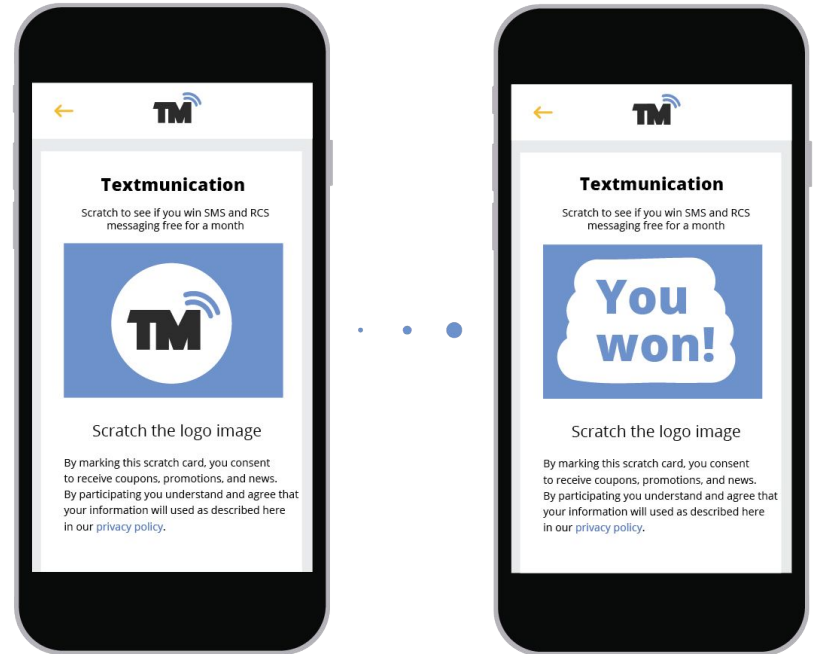 TM
Textmunication
Scratch to see if you win SMS and RCS
messaging free for a month
TM
Scratch the logo image
By marking this scratch card, you consent
to receive coupons, promotions, and news.
By participating you understand and agree that
your information will used as described here
in our privacy policy.
TM
Textmunication
Scratch to see if you win SMS and RCS
messaging free for a month
You
won!
Scratch the logo image
By marking this scratch card, you consent
to receive coupons, promotions, and news.
By participating you understand and agree that
your information will used as described here
in our privacy policy.